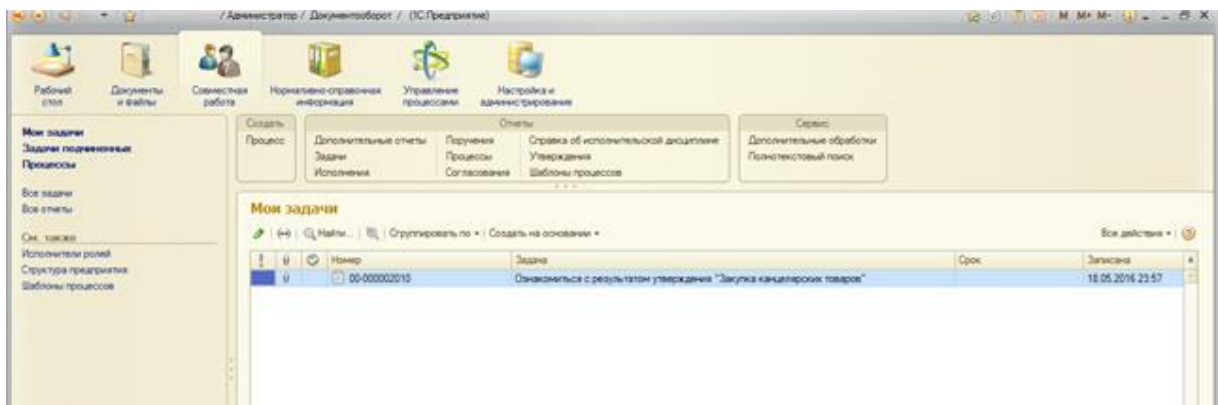 / Администратор / Документооборот / (1С:Предприятие)
M M+ M-
Рабочий стол
Документы и файлы
Совместная работа
Нормативно-справочная информация
Управление процессами
Настройка и администрирование
Мои задачи
Задачи подчиненных
Процессы
Все задачи
Все отчеты
См. также
Исполнители ролей
Структура предприятия
Шаблоны процессов
Создать
Процесс
Отчеты
Дополнительные отчеты Поручения Справка об исполнительской дисциплине
Задачи Процессы Утверждения
Исполнения Согласования Шаблоны процессов
Сервис
Дополнительные обработки
Полнотекстовый поиск
Мои задачи
Найти... Сгруппировать по Создать на основании Все действия
! Номер Задача Срок Записана
00-000002010 Ознакомиться с результатом утверждения "Закупка канцелярских товаров" 18.05.2016 23:57